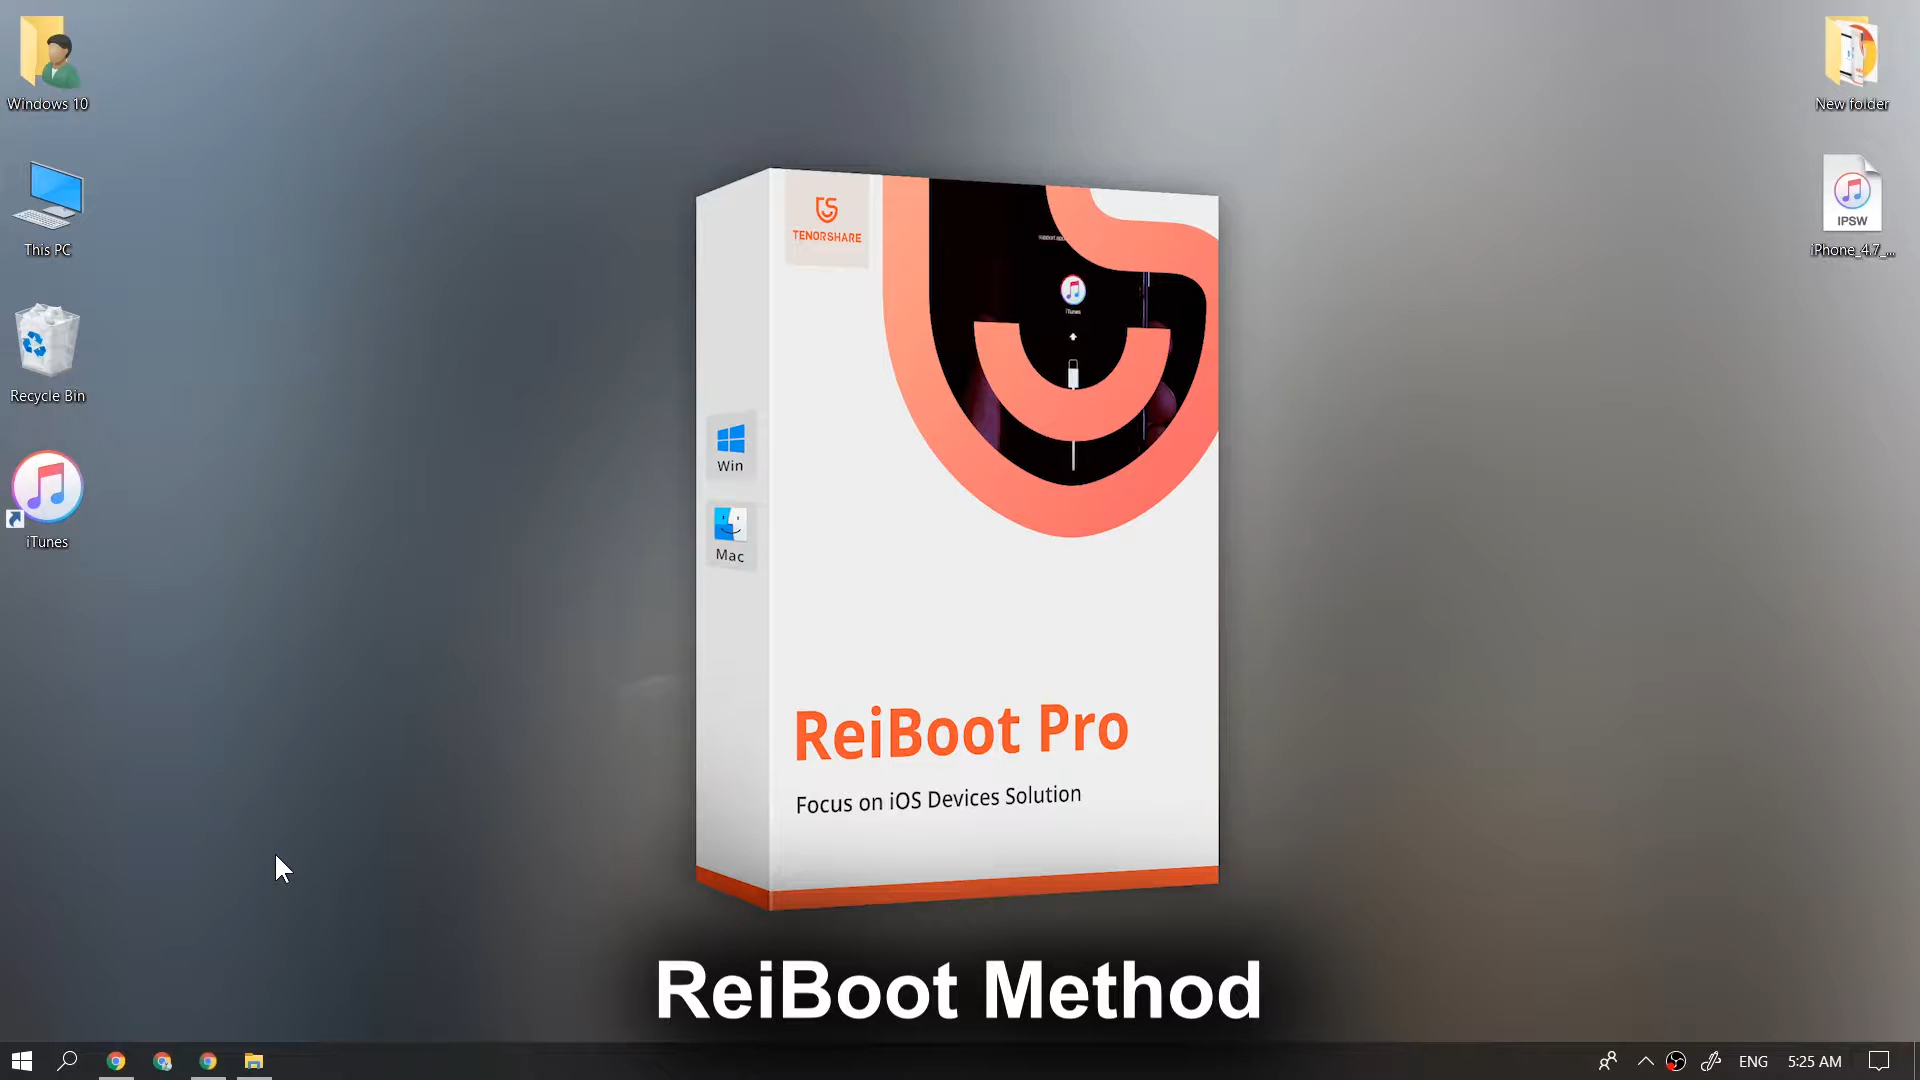 Windows 10
This PC
Recycle Bin
iTunes
New folder
IPSW
iPhone_4.7_...
TENORSHARE
iTunes
Win
Mac
ReiBoot Pro
Focus on iOS Devices Solution
ReiBoot Method
ENG
5:25 AM